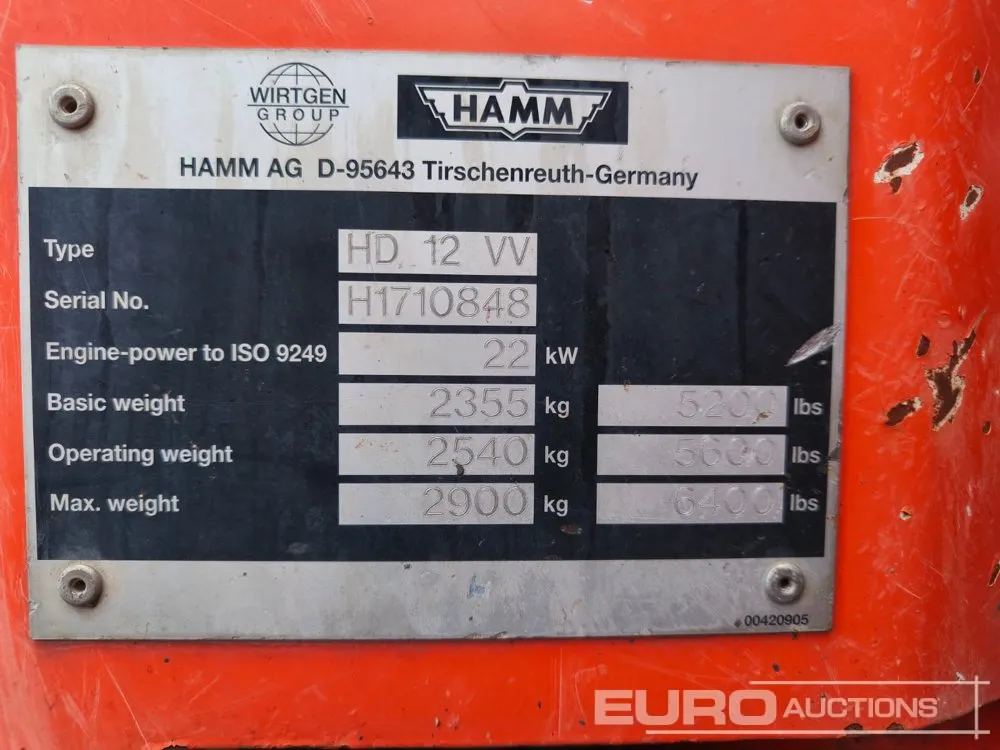 WIRTGEN
GROUP
HAMM
HAMM AG D-95643 Tirschenreuth-Germany
Type HD 12 VV
Serial No. H1710848
Engine-power to ISO 9249 22 kW
Basic weight 2355 kg 5200 lbs
Operating weight 2540 kg 5600 lbs
Max. weight 2900 kg 6400 lbs
00420905
EURO AUCTIONS